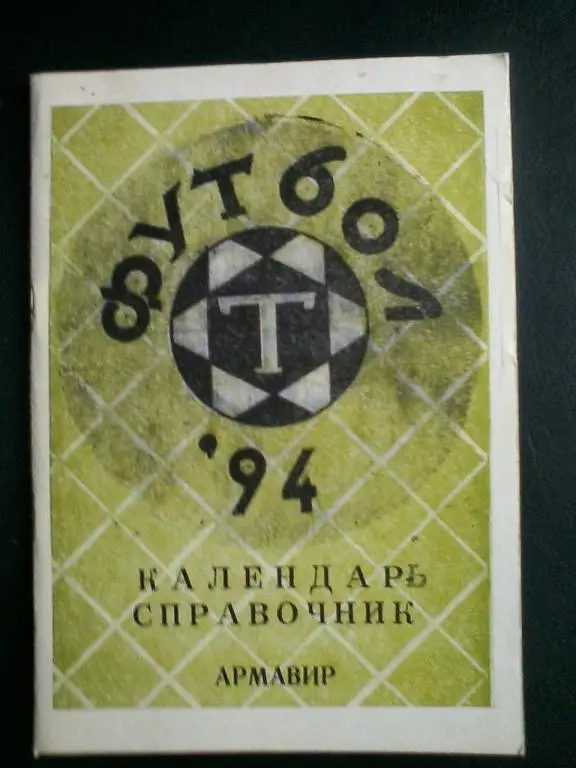 ФУТБОЛ
Т
'94
КАЛЕНДАРЬ
СПРАВОЧНИК
АРМАВИР